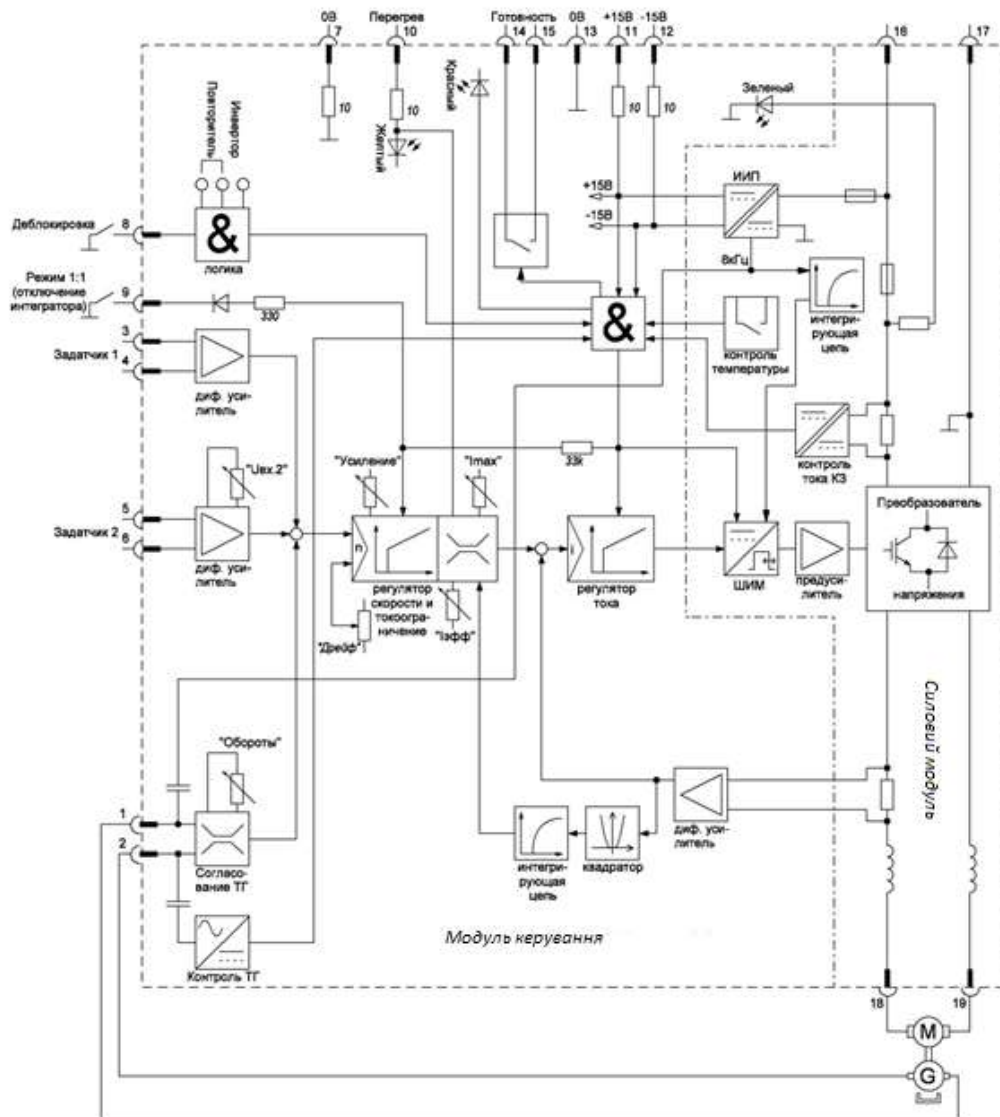 0В
Перегрев
Готовность
0В
+15В
-15В
7
10
14
15
13
11
12
16
17
Красный
Зеленый
10
10
10
10
Желтый
Повторитель
Инвертор
ИИП
+15В
-15В
Деблокировка
8
&
логика
8кГц
Режим 1:1
(отключение
интегратора)
9
330
&
интегри-
рующая
цепь
контроль
температуры
3
Задатчик 1
4
диф. уси-
литель
33к
контроль
тока КЗ
"Uвх.2"
"Усиление"
"Imax"
5
Задатчик 2
6
диф. уси-
литель
n
регулятор
скорости и
токоогра-
ничение
"Iэфф"
"Дрейф"
i
регулятор
тока
ШИМ
предуси-
литель
Преобразователь
напряжения
Силовий модуль
"Обороты"
1
2
Согласо-
вание ТГ
интегри-
рующая
цепь
квадратор
диф. уси-
литель
Контроль ТГ
Модуль керування
18
19
M
G